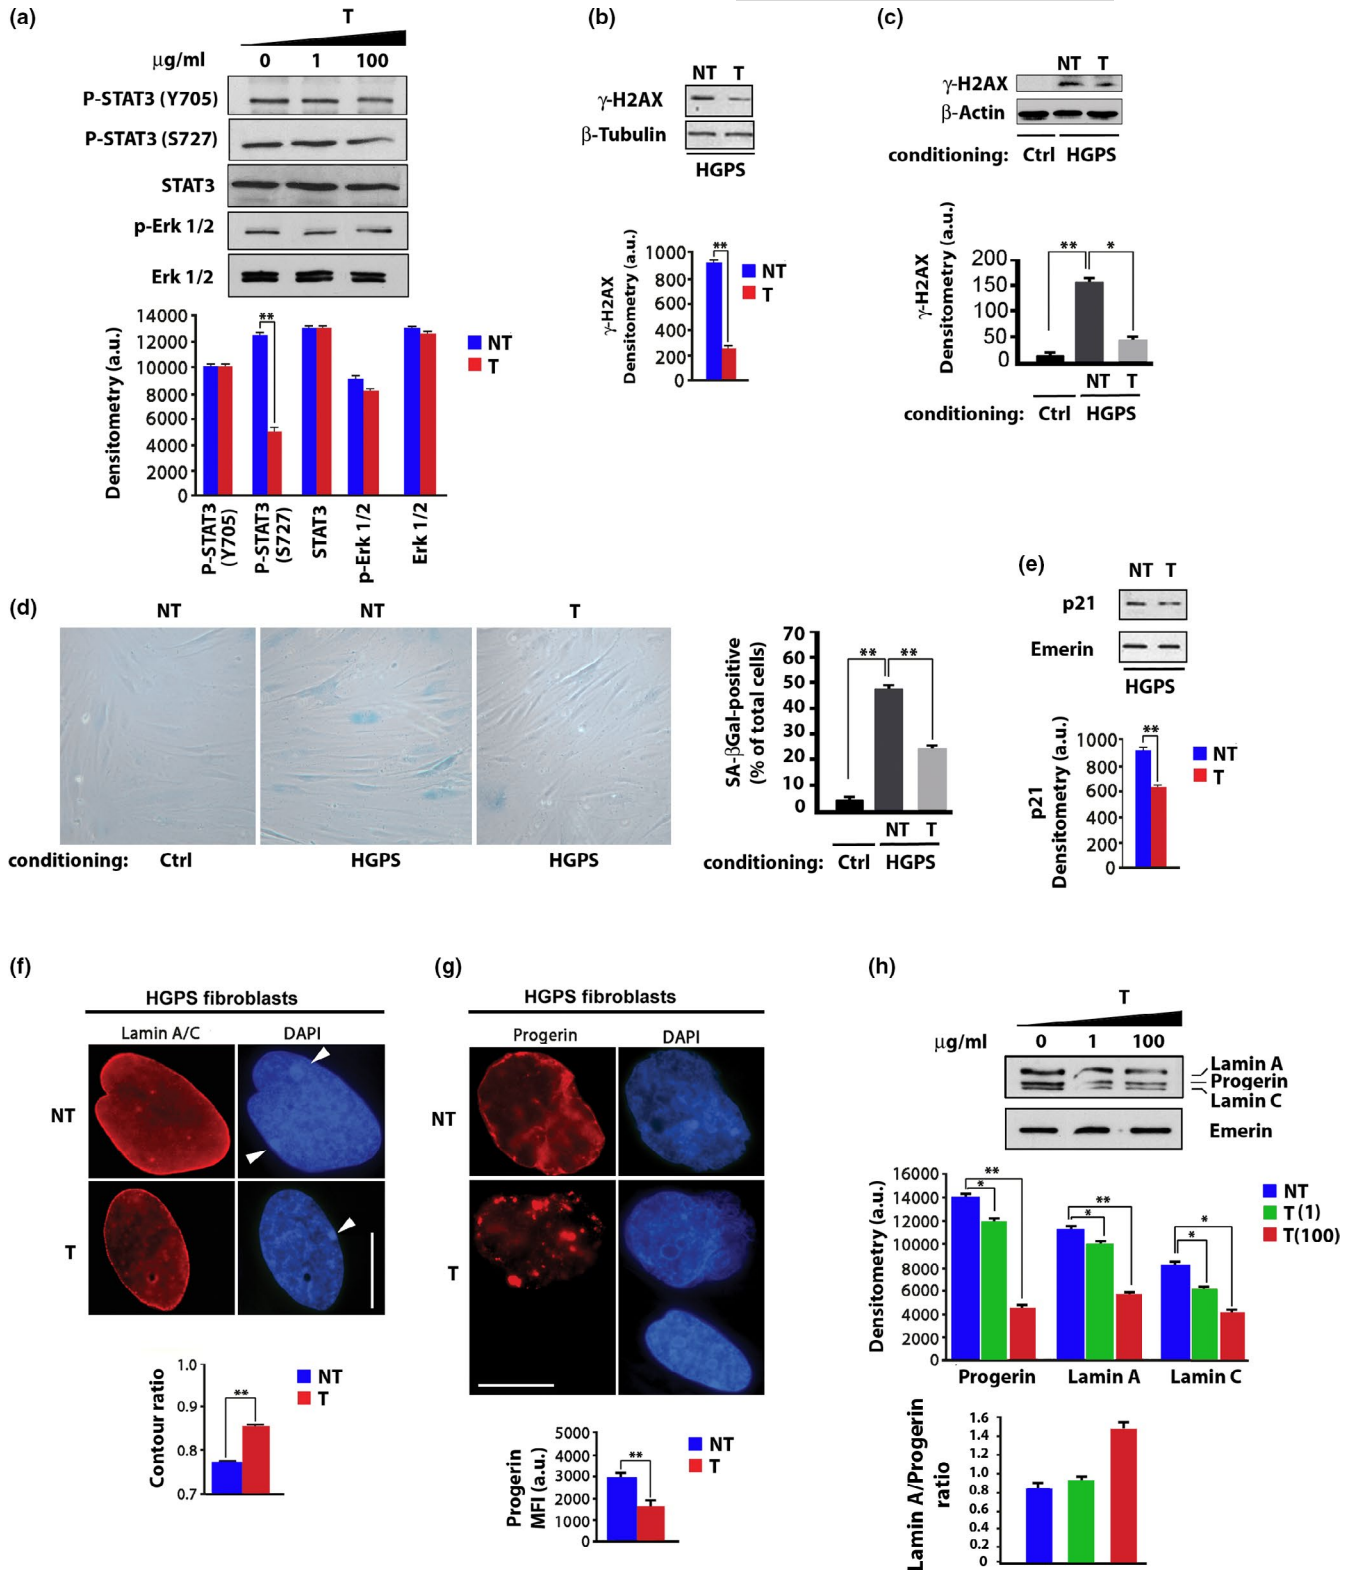 (a)
T
μg/ml 0 1 100
P-STAT3 (Y705)
P-STAT3 (S727)
STAT3
p-Erk 1/2
Erk 1/2
Densitometry (a.u.)
14000
10000
8000
6000
4000
2000
0
**
NT
T
P-STAT3 (Y705)
P-STAT3 (S727)
STAT3
p-Erk 1/2
Erk 1/2
(b)
NT T
γ-H2AX
β-Tubulin
HGPS
γ-H2AX
Densitometry (a.u.)
1000
800
600
400
200
0
**
NT
T
(c)
NT T
γ-H2AX
β-Actin
conditioning: Ctrl HGPS
γ-H2AX
Densitometry (a.u.)
200
150
50
0
** *
NT T
conditioning: Ctrl HGPS
(d)
NT NT T
conditioning: Ctrl HGPS HGPS
SA-βGal-positive
(% of total cells)
70
60
50
40
30
20
10
0
** **
NT T
conditioning: Ctrl HGPS
(e)
NT T
p21
Emerin
HGPS
p21
Densitometry (a.u.)
1000
800
600
400
200
0
**
NT
T
(f)
HGPS fibroblasts
Lamin A/C DAPI
NT
T
Contour ratio
1.0
0.9
0.8
0.7
**
NT
T
(g)
HGPS fibroblasts
Progerin DAPI
NT
T
Progerin
MFI (a.u.)
5000
4000
3000
2000
1000
0
**
NT
T
(h)
T
μg/ml 0 1 100
Lamin A
Progerin
Lamin C
Emerin
Densitometry (a.u.)
16000
14000
12000
10000
8000
6000
4000
2000
0
**
*
**
*
*
*
NT
T(1)
T(100)
Progerin Lamin A Lamin C
Lamin A/Progerin
ratio
1.6
1.4
1.2
1.0
0.8
0.6
0.4
0.2
0